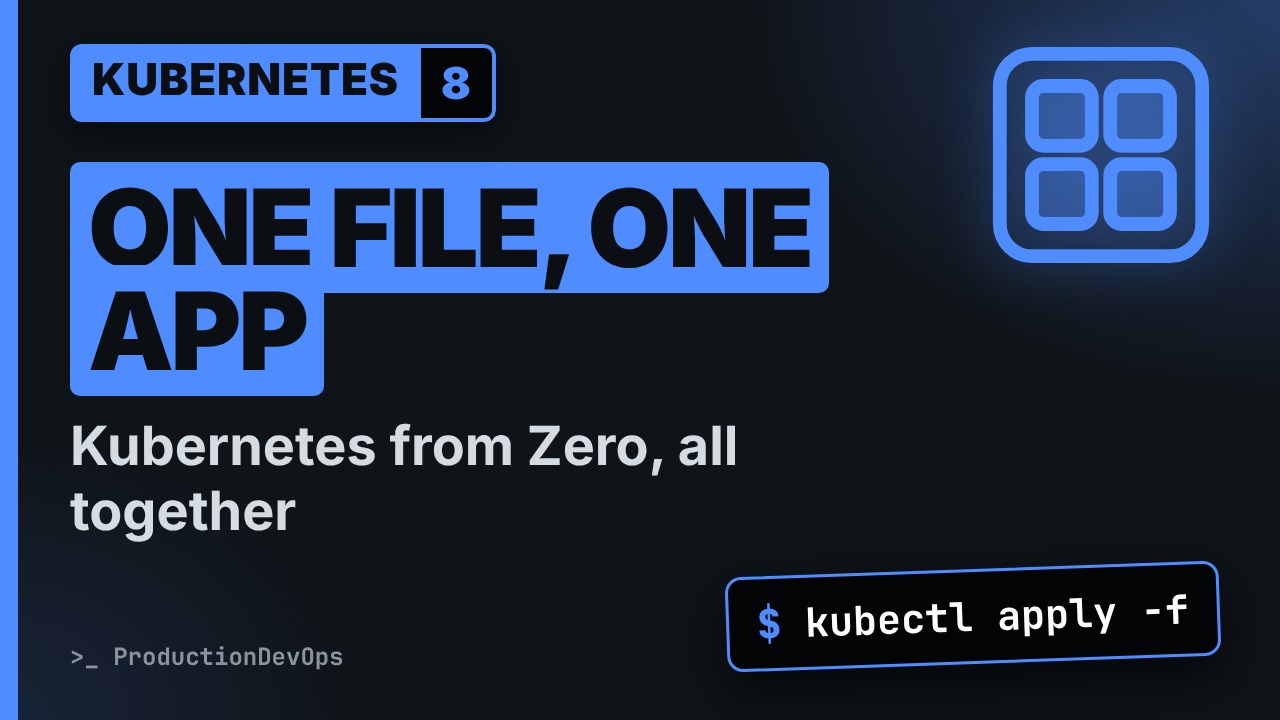 KUBERNETES 8
ONE FILE, ONE
APP
Kubernetes from Zero, all
together
$ kubectl apply -f
>_ ProductionDevOps